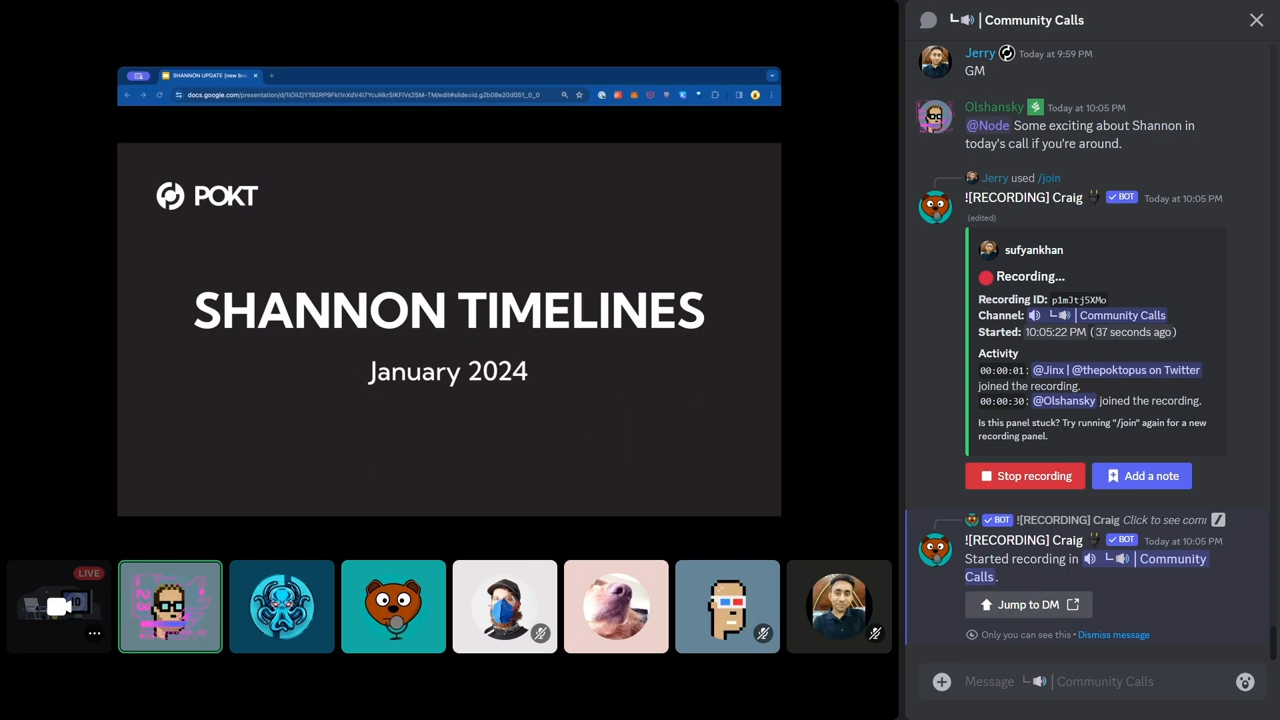 SHANNON UPDATE (new
docs.google.com/presentation/d/
POKT
SHANNON TIMELINES
January 2024
LIVE
Community Calls
Jerry Today at 9:59 PM
GM
Olshansky Today at 10:05 PM
@Node Some exciting about Shannon in
today's call if you're around.
Jerry used /join
![RECORDING] Craig BOT Today at 10:05 PM
(edited)
sufyankhan
Recording...
Recording ID: p1mJtj5XMo
Channel: Community Calls
Started: 10:05:22 PM (37 seconds ago)
Activity
00:00:01: @Jinx | @thepoktopus on Twitter
joined the recording.
00:00:30: @Olshansky joined the recording.
Is this panel stuck? Try running "/join" again for a new
recording panel.
Stop recording Add a note
BOT ![RECORDING] Craig Click to see com
![RECORDING] Craig BOT Today at 10:05 PM
Started recording in Community
Calls.
Jump to DM
Only you can see this • Dismiss message
Message Community Calls